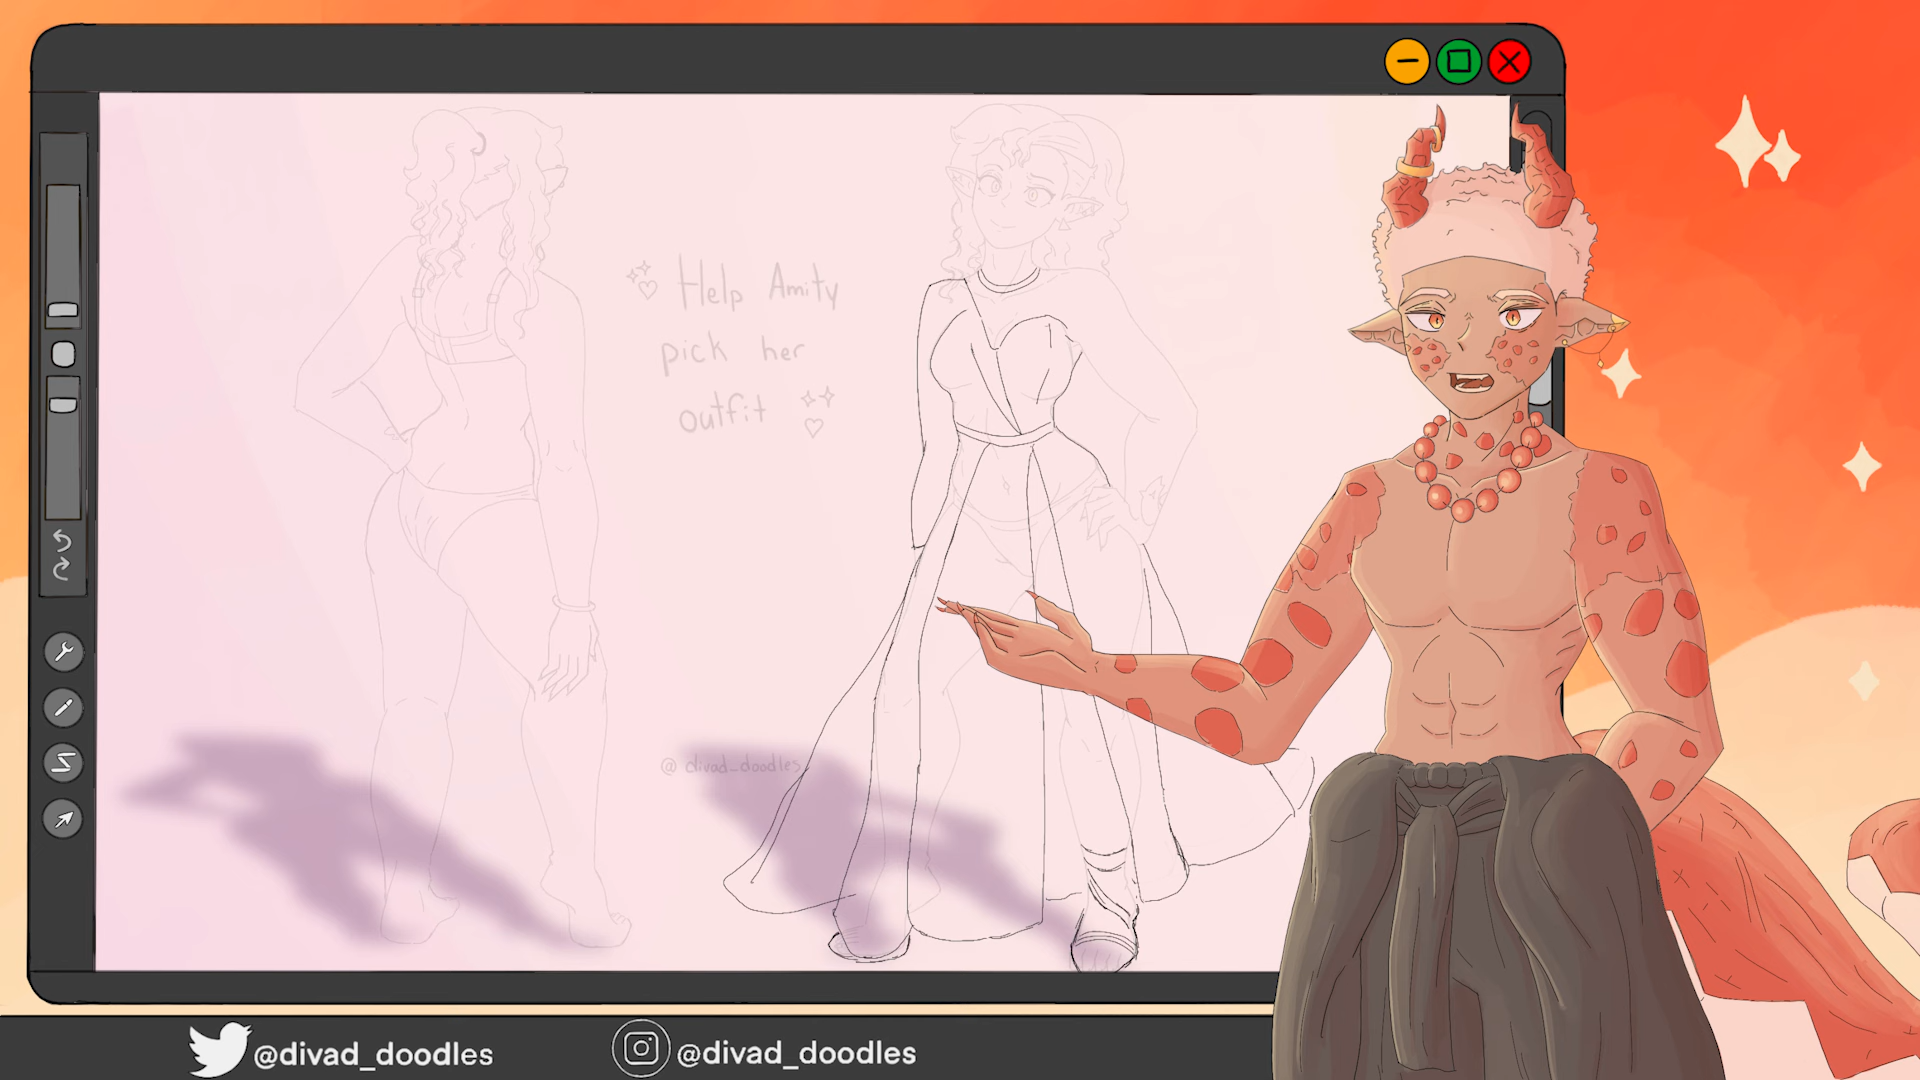 Help Amity
pick her
outfit
@ divad_doodles
@divad_doodles
@divad_doodles